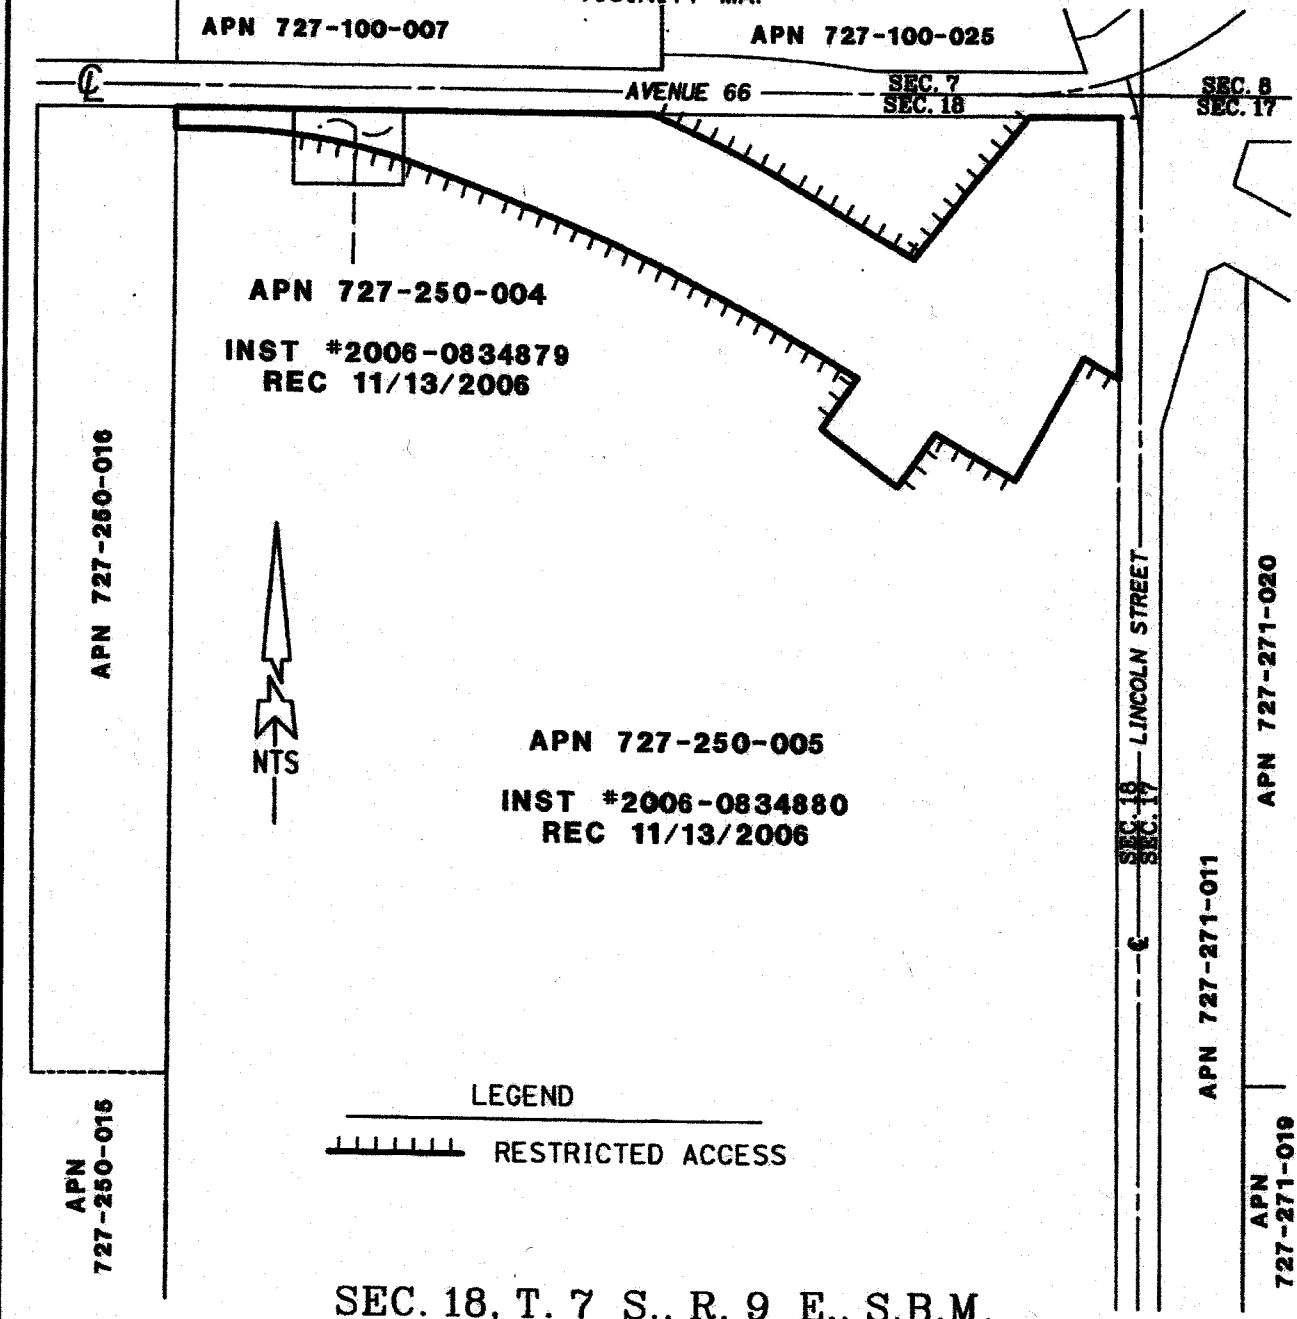 APN 727-100-007
APN 727-100-025
℄
AVENUE 66
SEC. 7
SEC. 18
SEC. 8
SEC. 17
APN 727-250-004
INST #2006-0834879
REC 11/13/2006
APN 727-250-016
NTS
APN 727-250-005
INST #2006-0834880
REC 11/13/2006
LINCOLN STREET
SEC. 18
SEC. 17
℄
APN 727-271-020
APN 727-271-011
LEGEND
RESTRICTED ACCESS
APN
727-250-015
APN
727-271-019
SEC. 18, T. 7 S., R. 9 E., S.B.M.